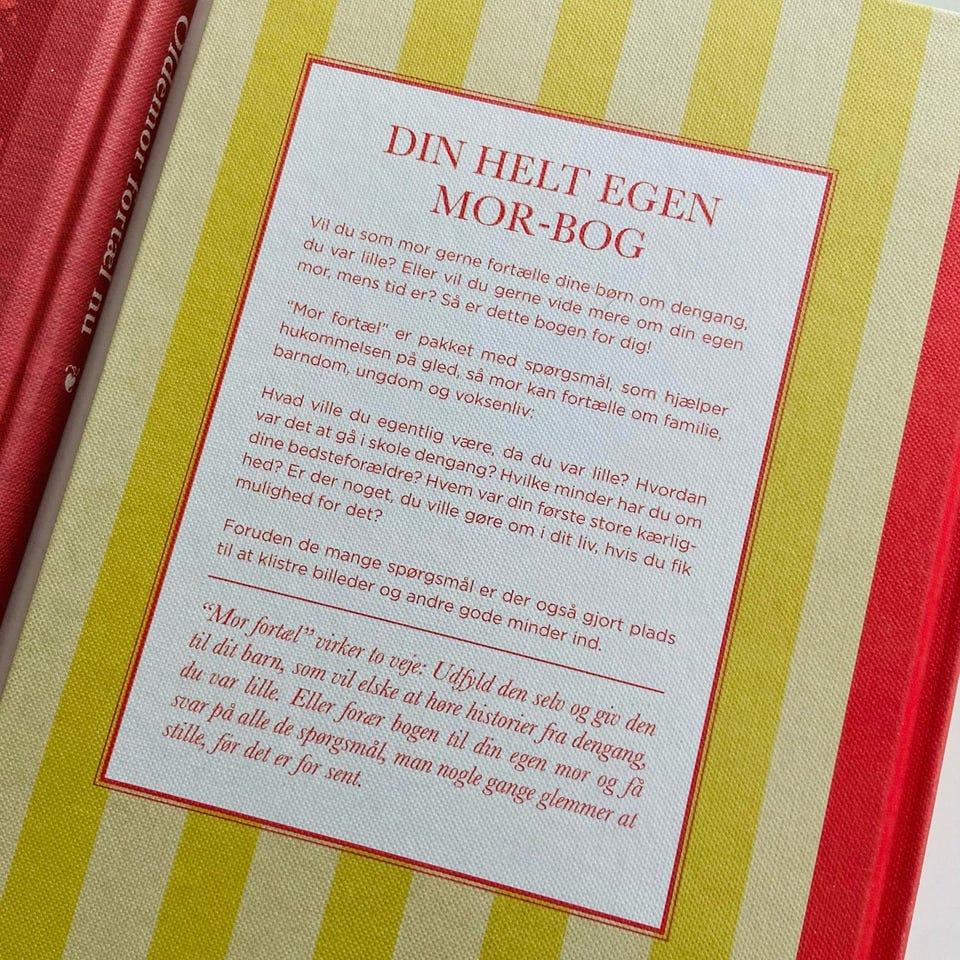 Oldemor fortæl nu
DIN HELT EGEN
MOR-BOG
Vil du som mor gerne fortælle dine børn om dengang,
du var lille? Eller vil du gerne vide mere om din egen
mor, mens tid er? Så er dette bogen for dig!
"Mor fortæl" er pakket med spørgsmål, som hjælper
hukommelsen på gled, så mor kan fortælle om familie,
barndom, ungdom og voksenliv:
Hvad ville du egentlig være, da du var lille? Hvordan
var det at gå i skole dengang? Hvilke minder har du om
dine bedsteforældre? Hvem var din første store kærlig-
hed? Er der noget, du ville gøre om i dit liv, hvis du fik
mulighed for det?
Foruden de mange spørgsmål er der også gjort plads
til at klistre billeder og andre gode minder ind.
"Mor fortæl" virker to veje: Udfyld den selv og giv den
til dit barn, som vil elske at høre historier fra dengang,
du var lille. Eller forær bogen til din egen mor og få
svar på alle de spørgsmål, man nogle gange glemmer at
stille, før det er for sent.